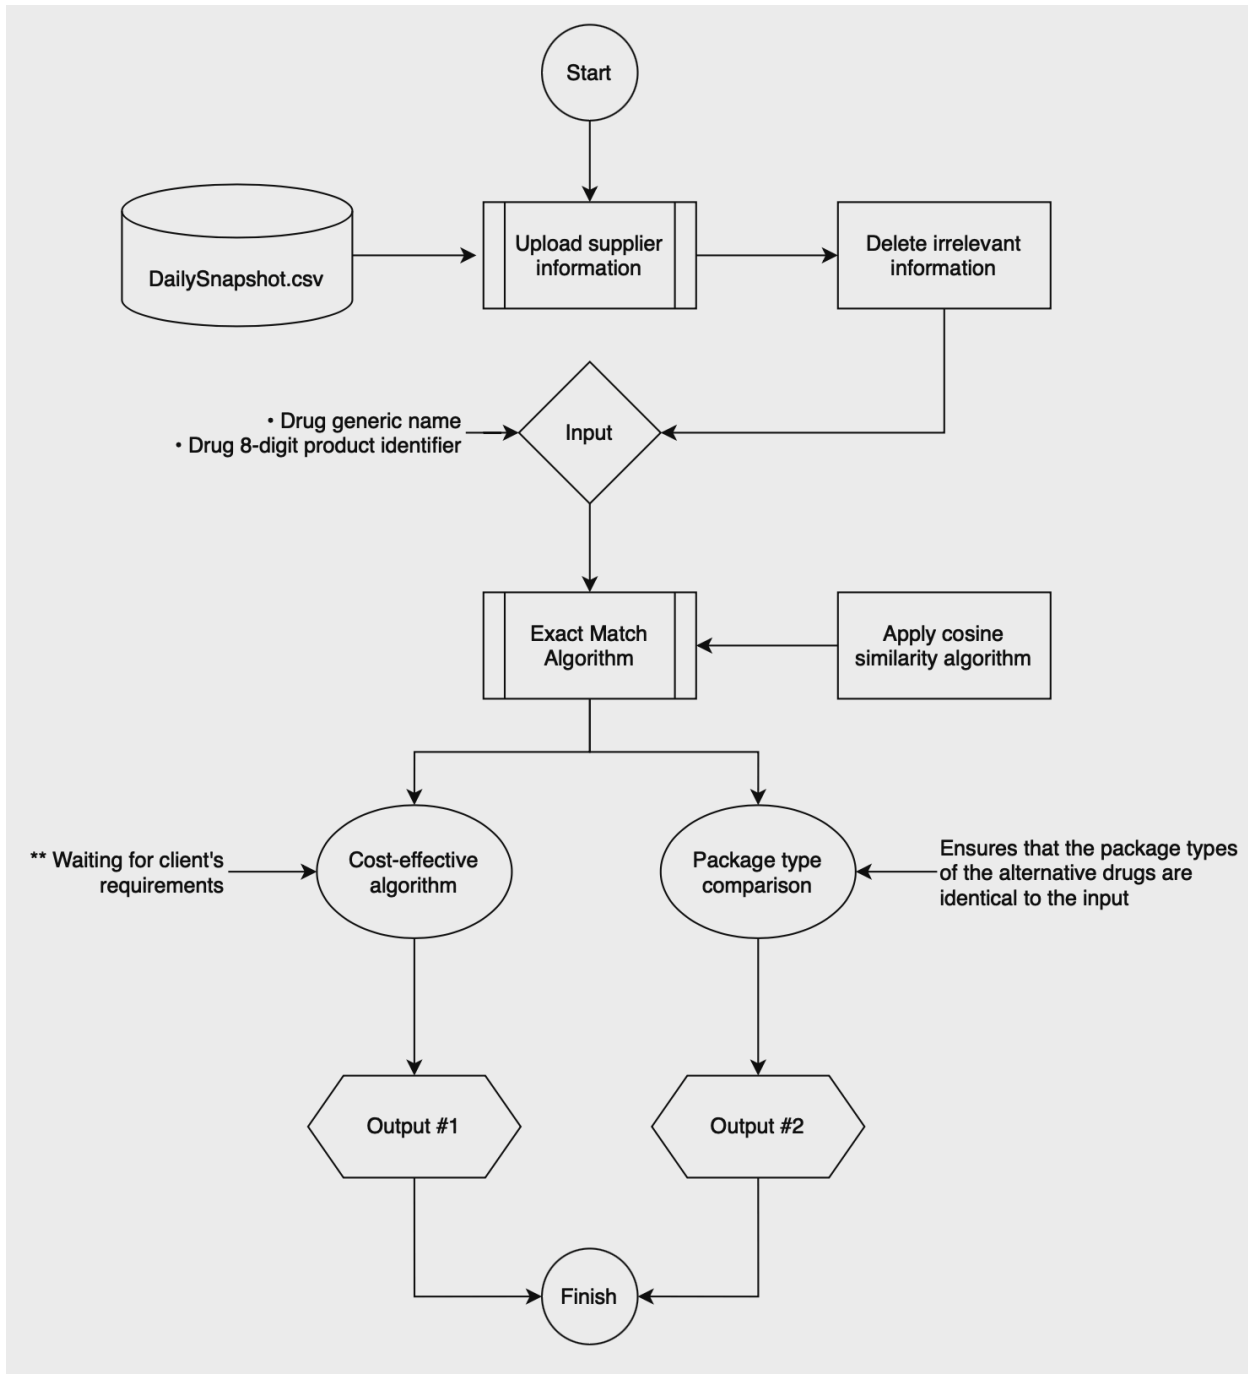 Start
Upload supplier
information
Delete irrelevant
information
DailySnapshot.csv
• Drug generic name
• Drug 8-digit product identifier
Input
Exact Match
Algorithm
Apply cosine
similarity algorithm
** Waiting for client's
requirements
Cost-effective
algorithm
Package type
comparison
Ensures that the package types
of the alternative drugs are
identical to the input
Output #1
Output #2
Finish